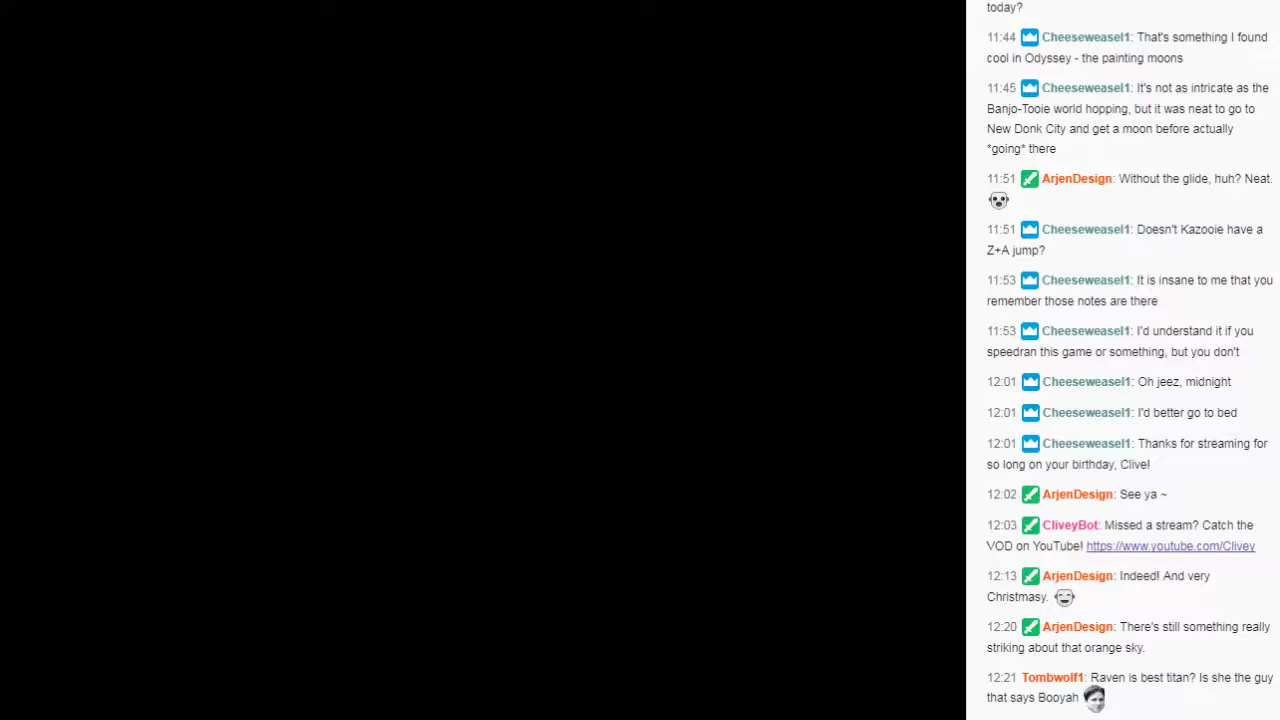 today?
11:44 Cheeseweasel1: That's something I found
cool in Odyssey - the painting moons
11:45 Cheeseweasel1: It's not as intricate as the
Banjo-Tooie world hopping, but it was neat to go to
New Donk City and get a moon before actually
*going* there
11:51 ArjenDesign: Without the glide, huh? Neat.
11:51 Cheeseweasel1: Doesn't Kazooie have a
Z+A jump?
11:53 Cheeseweasel1: It is insane to me that you
remember those notes are there
11:53 Cheeseweasel1: I'd understand it if you
speedran this game or something, but you don't
12:01 Cheeseweasel1: Oh jeez, midnight
12:01 Cheeseweasel1: I'd better go to bed
12:01 Cheeseweasel1: Thanks for streaming for
so long on your birthday, Clive!
12:02 ArjenDesign: See ya ~
12:03 CliveyBot: Missed a stream? Catch the
VOD on YouTube! https://www.youtube.com/Clivey
12:13 ArjenDesign: Indeed! And very
Christmasy.
12:20 ArjenDesign: There's still something really
striking about that orange sky.
12:21 Tombwolf1: Raven is best titan? Is she the guy
that says Booyah